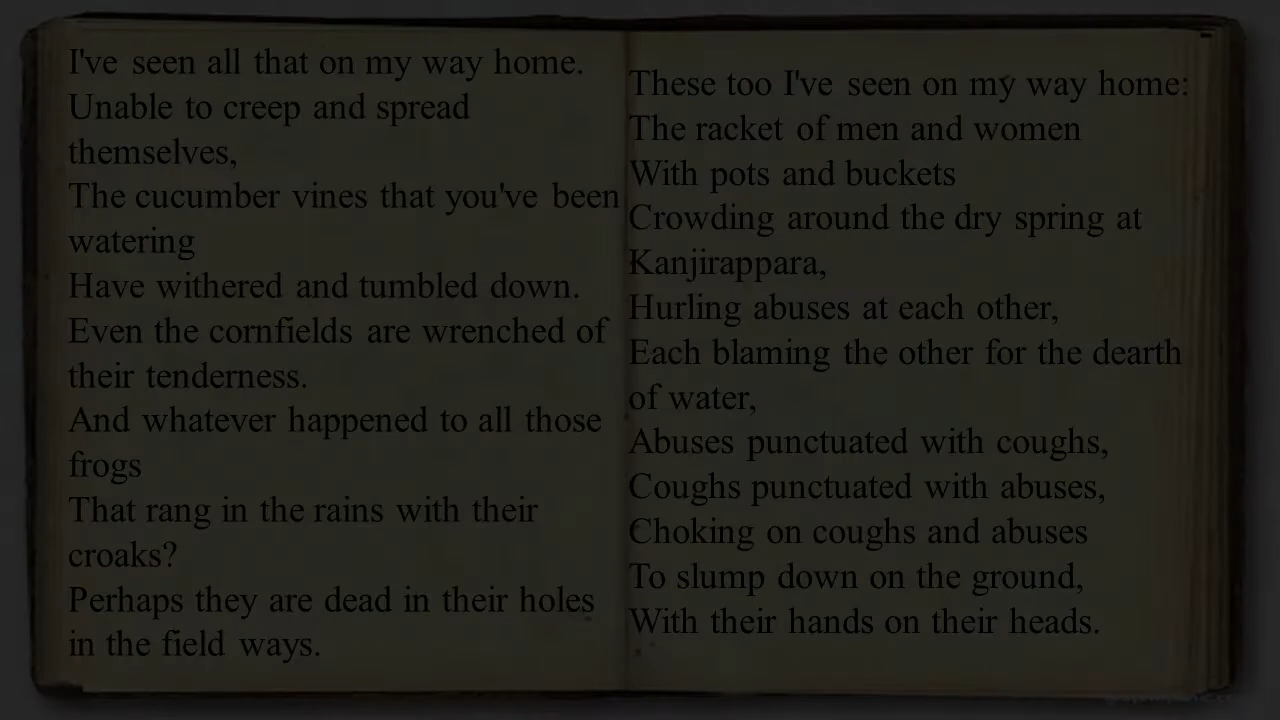 I've seen all that on my way home.
Unable to creep and spread
themselves,
The cucumber vines that you've been
watering
Have withered and tumbled down.
Even the cornfields are wrenched of
their tenderness.
And whatever happened to all those
frogs
That rang in the rains with their
croaks?
Perhaps they are dead in their holes
in the field ways.
These too I've seen on my way home:
The racket of men and women
With pots and buckets
Crowding around the dry spring at
Kanjirappara,
Hurling abuses at each other,
Each blaming the other for the dearth
of water,
Abuses punctuated with coughs,
Coughs punctuated with abuses,
Choking on coughs and abuses
To slump down on the ground,
With their hands on their heads.